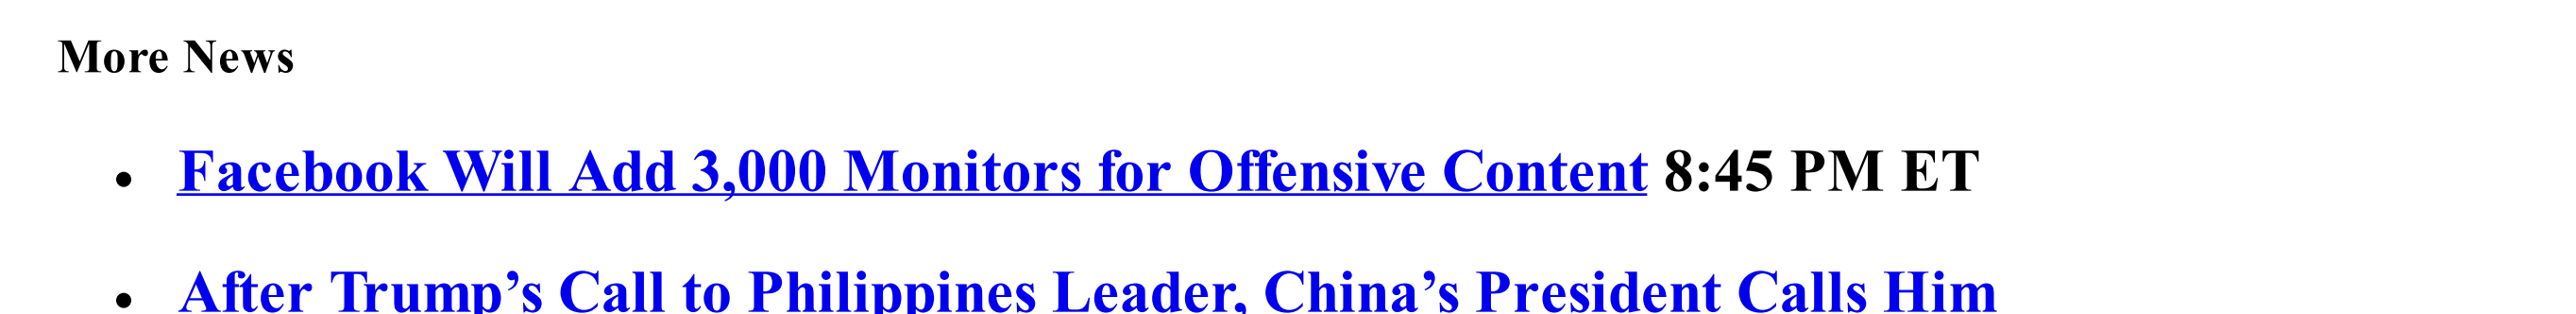 More News
Facebook Will Add 3,000 Monitors for Offensive Content 8:45 PM ET
After Trump’s Call to Philippines Leader, China’s President Calls Him